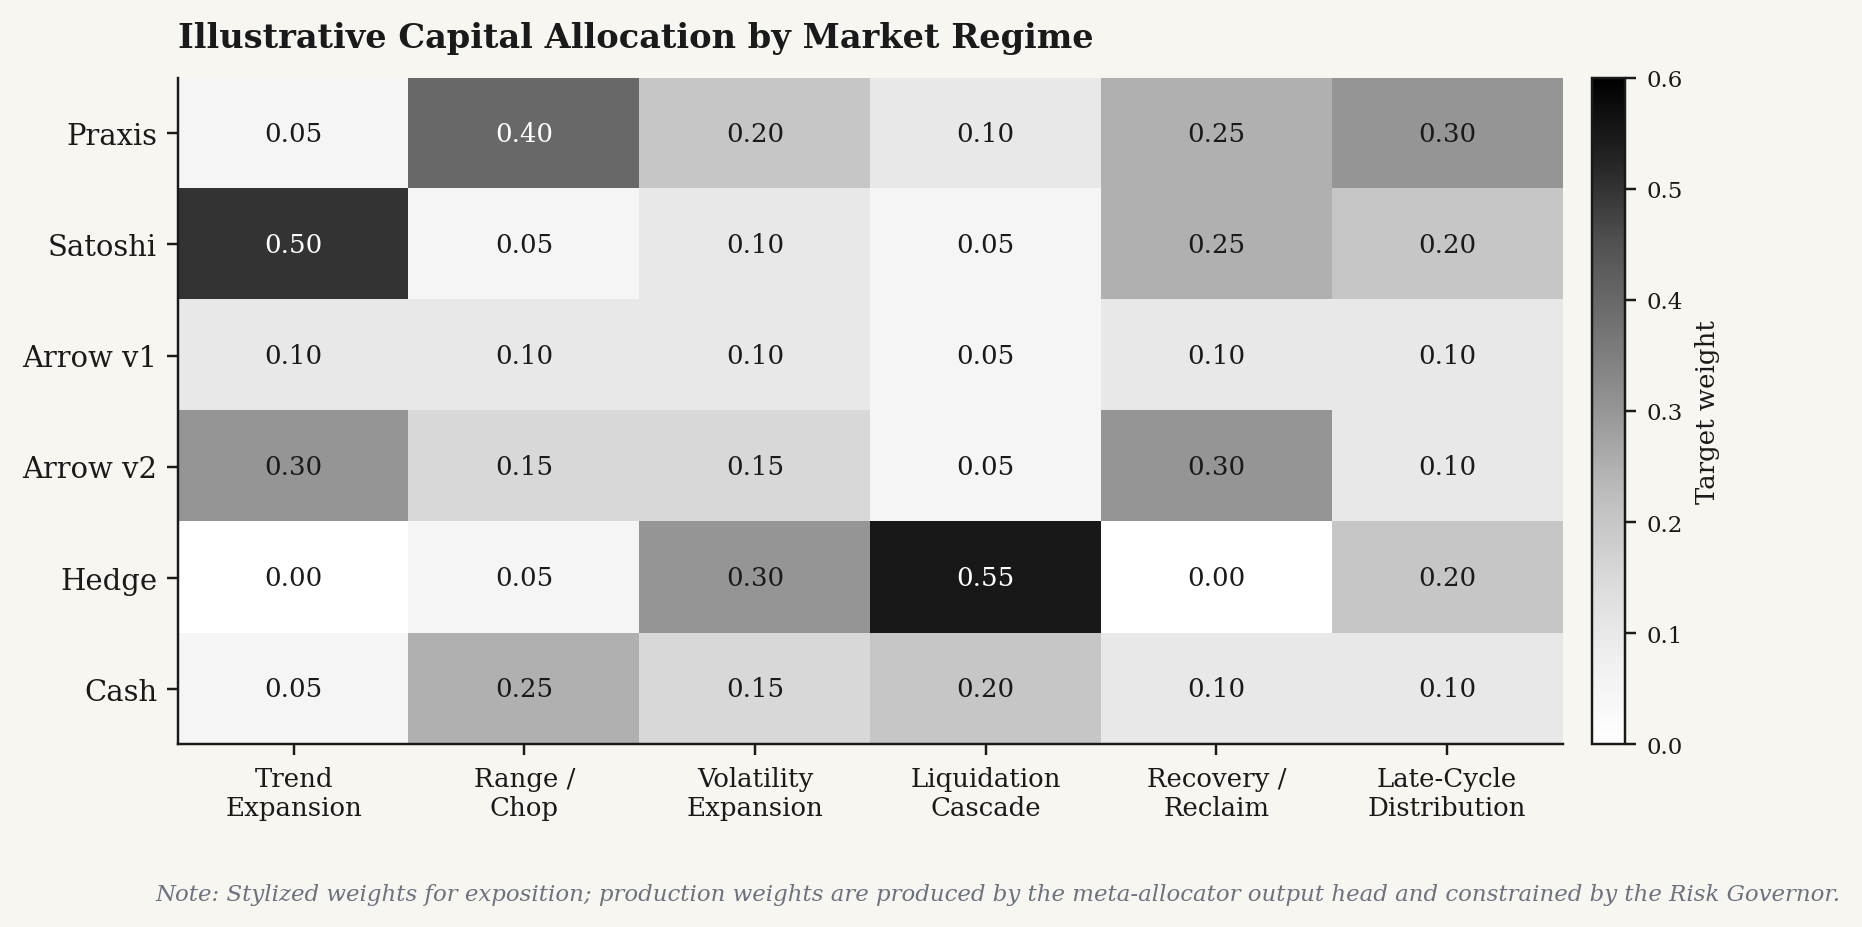 Illustrative Capital Allocation by Market Regime
Praxis 0.05 0.40 0.20 0.10 0.25 0.30
Satoshi 0.50 0.05 0.10 0.05 0.25 0.20
Arrow v1 0.10 0.10 0.10 0.05 0.10 0.10
Arrow v2 0.30 0.15 0.15 0.05 0.30 0.10
Hedge 0.00 0.05 0.30 0.55 0.00 0.20
Cash 0.05 0.25 0.15 0.20 0.10 0.10
Trend Range / Volatility Liquidation Recovery / Late-Cycle
Expansion Chop Expansion Cascade Reclaim Distribution
0.6
0.5
0.4
0.3
0.2
0.1
0.0
Target weight
Note: Stylized weights for exposition; production weights are produced by the meta-allocator output head and constrained by the Risk Governor.